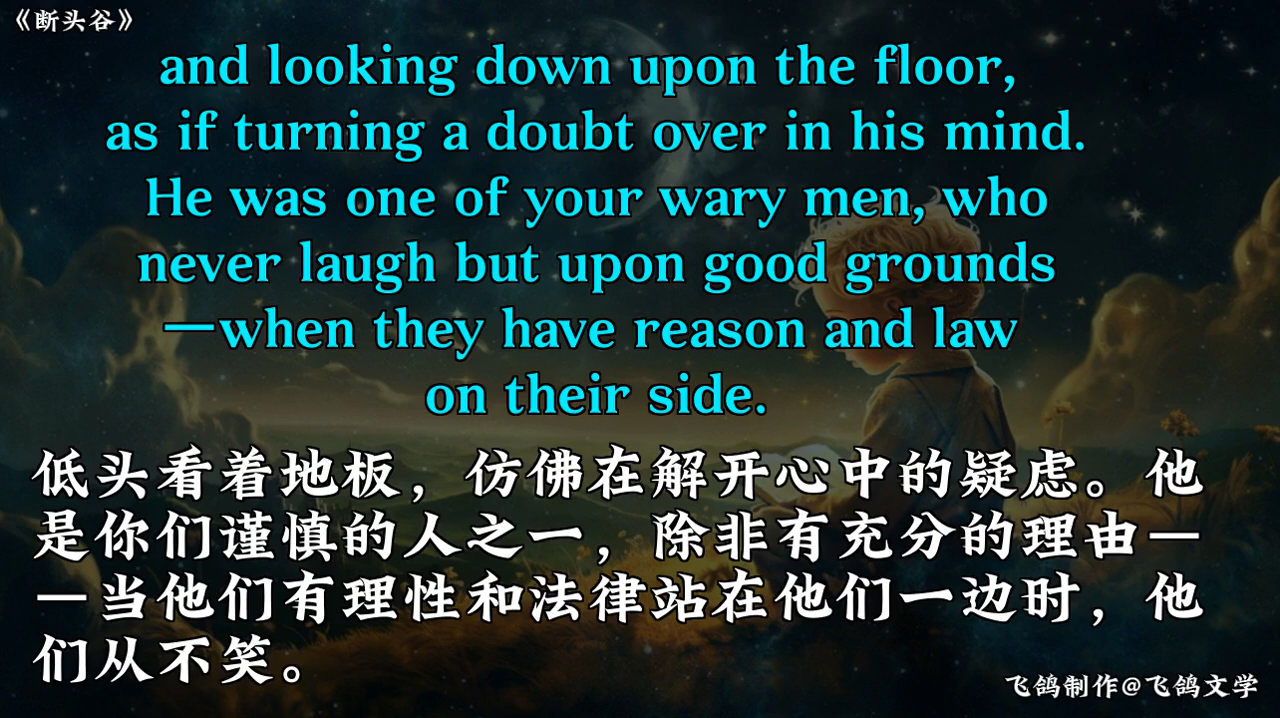 《断头谷》
and looking down upon the floor,
as if turning a doubt over in his mind.
He was one of your wary men, who
never laugh but upon good grounds
—when they have reason and law
on their side.
低头看着地板，仿佛在解开心中的疑虑。他
是你们谨慎的人之一，除非有充分的理由—
—当他们有理性和法律站在他们一边时，他
们从不笑。
飞鸽制作@飞鸽文学